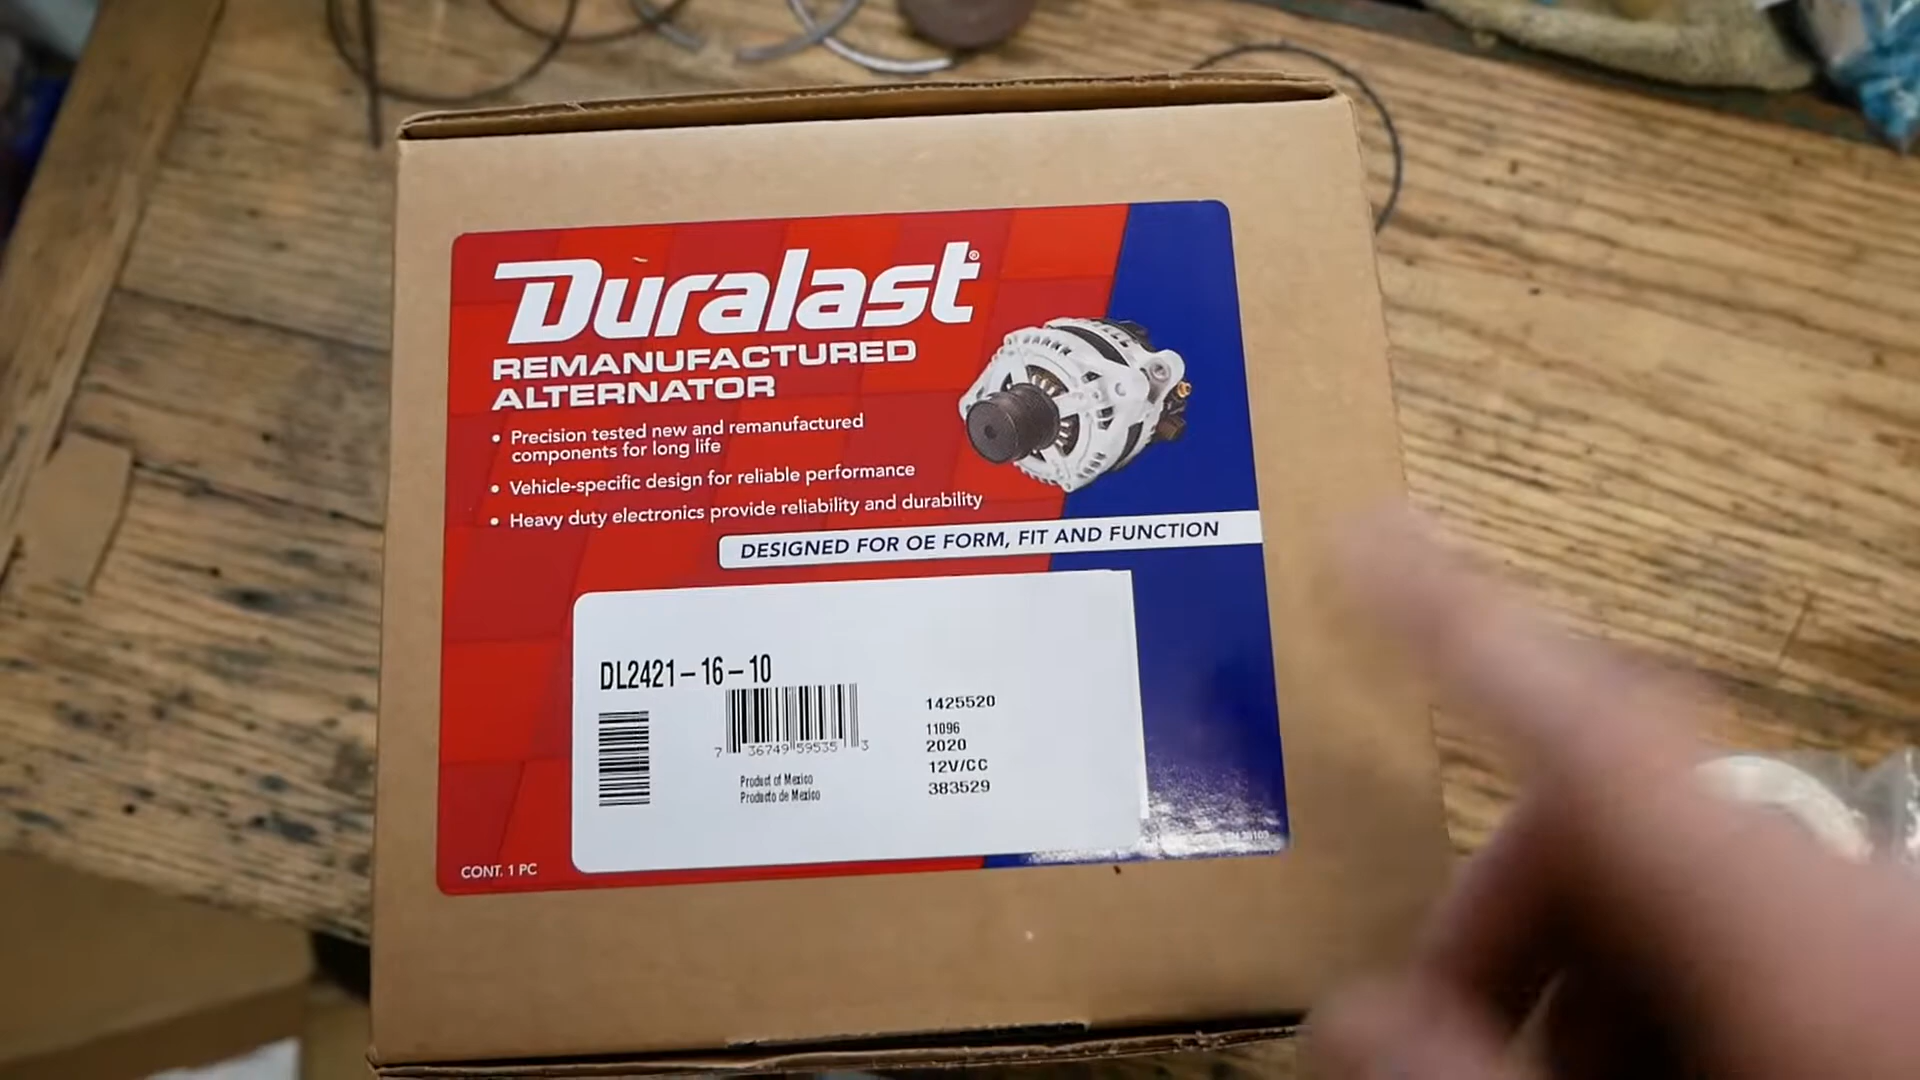 Duralast®
REMANUFACTURED
ALTERNATOR
• Precision tested new and remanufactured
components for long life
• Vehicle-specific design for reliable performance
• Heavy duty electronics provide reliability and durability
DESIGNED FOR OE FORM, FIT AND FUNCTION
DL2421-16-10
7 36749 59535 3
Product of Mexico
Producto de Mexico
1425520
11096
2020
12V/CC
383529
CONT. 1 PC